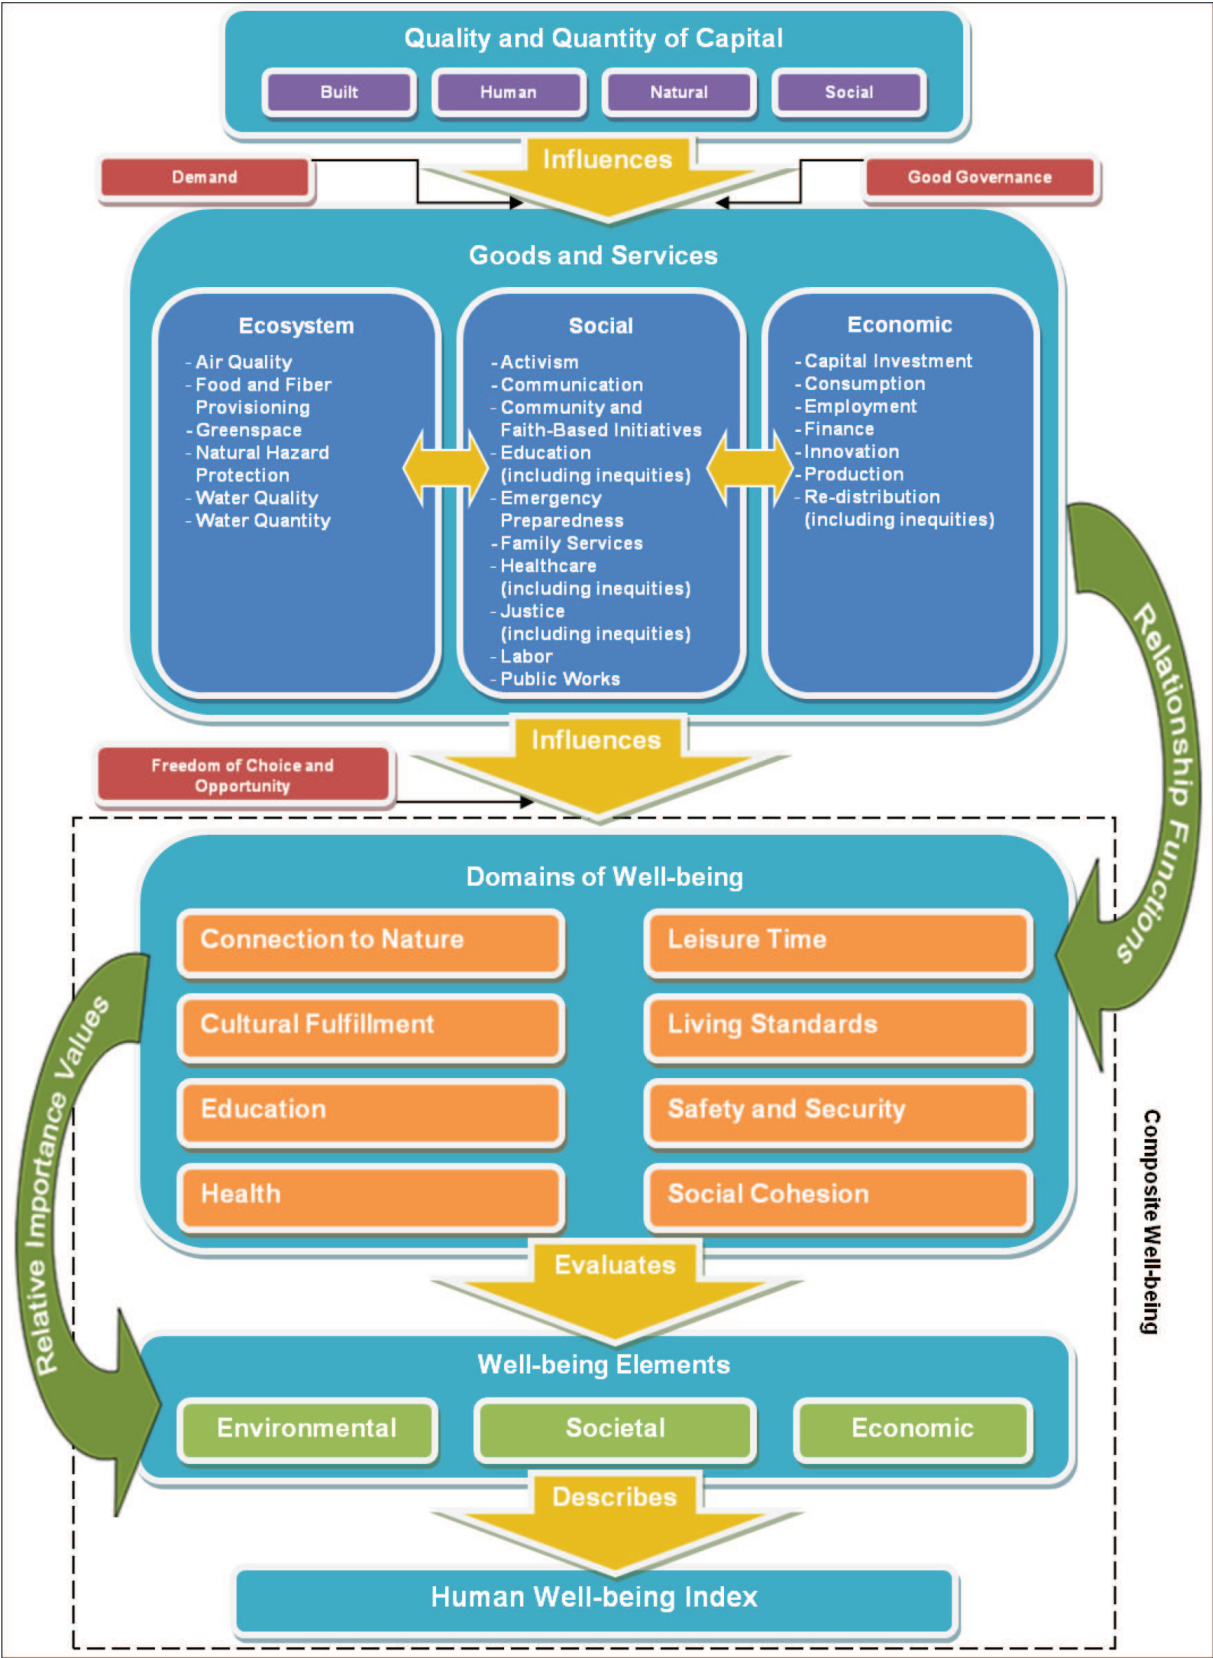 Quality and Quantity of Capital
Built
Human
Natural
Social
Influences
Demand
Good Governance
Goods and Services
Ecosystem
- Air Quality
- Food and Fiber
Provisioning
- Greenspace
- Natural Hazard
Protection
- Water Quality
- Water Quantity
Social
- Activism
- Communication
- Community and
Faith-Based Initiatives
- Education
(including inequities)
- Emergency
Preparedness
- Family Services
- Healthcare
(including inequities)
- Justice
(including inequities)
- Labor
- Public Works
Economic
- Capital Investment
- Consumption
- Employment
- Finance
- Innovation
- Production
- Re-distribution
(including inequities)
Relationship Functions
Influences
Freedom of Choice and
Opportunity
Domains of Well-being
Connection to Nature
Leisure Time
Cultural Fulfillment
Living Standards
Education
Safety and Security
Health
Social Cohesion
Relative Importance Values
Composite Well-being
Evaluates
Well-being Elements
Environmental
Societal
Economic
Describes
Human Well-being Index